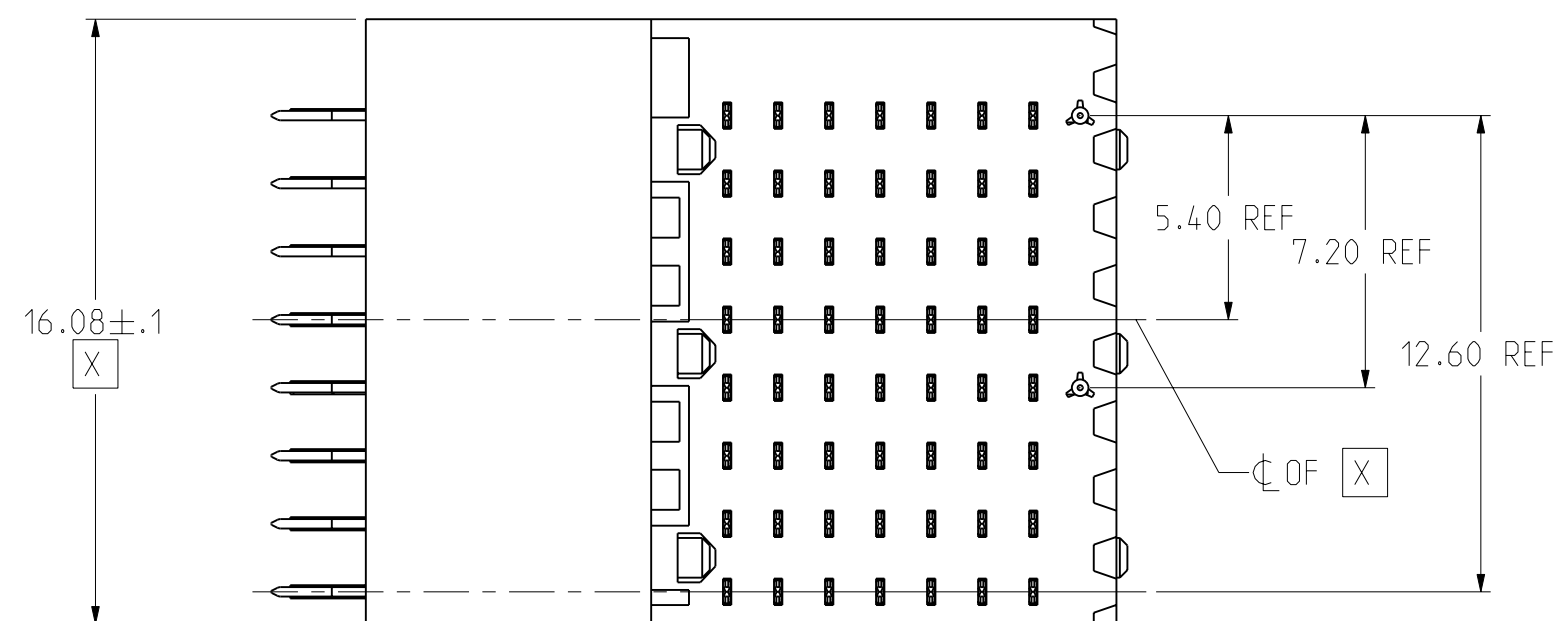 5.40 REF
7.20 REF
16.08±.1
X
12.60 REF
℄ OF X